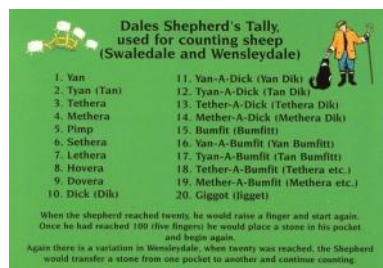 Dales Shepherd's Tally,
used for counting sheep
(Swaledale and Wensleydale)
1. Yan
2. Tyan (Tan)
3. Tethera
4. Methera
5. Pimp
6. Sethera
7. Lethera
8. Hovera
9. Dovera
10. Dick (Dik)
11. Yan-A-Dick (Yan Dik)
12. Tyan-A-Dick (Tan Dik)
13. Tether-A-Dick (Tethera Dik)
14. Mether-A-Dick (Methera Dik)
15. Bumfit (Bumfitt)
16. Yan-A-Bumfit (Yan Bumfitt)
17. Tyan-A-Bumfit (Tan Bumfitt)
18. Tether-A-Bumfit (Tethera etc.)
19. Mether-A-Bumfit (Methera etc.)
20. Giggot (Jigget)
When the shepherd reached twenty, he would raise a finger and start again.
Once he had reached 100 (five fingers) he would place a stone in his pocket
and begin again.
Again there is a variation in Wensleydale, when twenty was reached, the Shepherd
would transfer a stone from one pocket to another and continue counting.